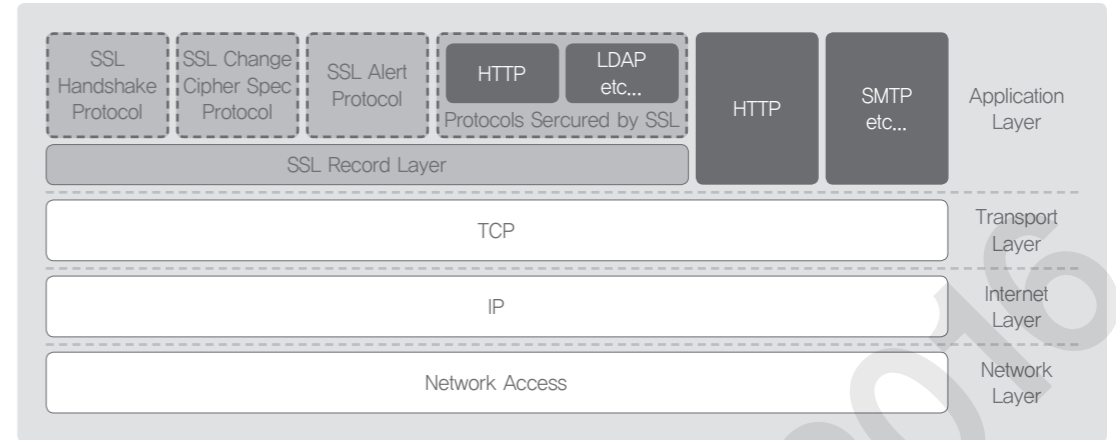 SSL
Handshake
Protocol
SSL Change
Cipher Spec
Protocol
SSL Alert
Protocol
HTTP
LDAP
etc...
Protocols Sercured by SSL
HTTP
SMTP
etc...
Application
Layer
SSL Record Layer
TCP
Transport
Layer
IP
Internet
Layer
Network Access
Network
Layer